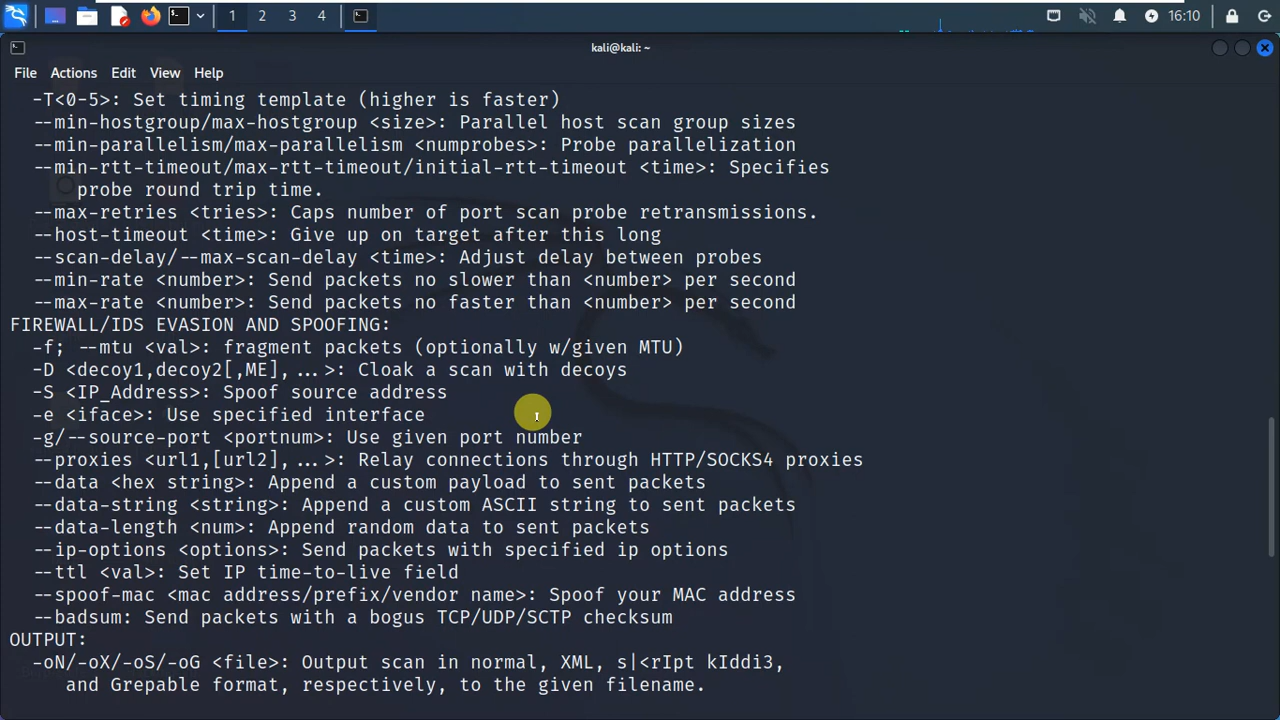 1 2 3 4 16:10
kali@kali: ~
File Actions Edit View Help
-T<0-5>: Set timing template (higher is faster)
--min-hostgroup/max-hostgroup <size>: Parallel host scan group sizes
--min-parallelism/max-parallelism <numprobes>: Probe parallelization
--min-rtt-timeout/max-rtt-timeout/initial-rtt-timeout <time>: Specifies
probe round trip time.
--max-retries <tries>: Caps number of port scan probe retransmissions.
--host-timeout <time>: Give up on target after this long
--scan-delay/--max-scan-delay <time>: Adjust delay between probes
--min-rate <number>: Send packets no slower than <number> per second
--max-rate <number>: Send packets no faster than <number> per second
FIREWALL/IDS EVASION AND SPOOFING:
-f; --mtu <val>: fragment packets (optionally w/given MTU)
-D <decoy1,decoy2[,ME],...>: Cloak a scan with decoys
-S <IP_Address>: Spoof source address
-e <iface>: Use specified interface
-g/--source-port <portnum>: Use given port number
--proxies <url1,[url2],...>: Relay connections through HTTP/SOCKS4 proxies
--data <hex string>: Append a custom payload to sent packets
--data-string <string>: Append a custom ASCII string to sent packets
--data-length <num>: Append random data to sent packets
--ip-options <options>: Send packets with specified ip options
--ttl <val>: Set IP time-to-live field
--spoof-mac <mac address/prefix/vendor name>: Spoof your MAC address
--badsum: Send packets with a bogus TCP/UDP/SCTP checksum
OUTPUT:
-oN/-oX/-oS/-oG <file>: Output scan in normal, XML, s|<rIpt kIddi3,
and Grepable format, respectively, to the given filename.